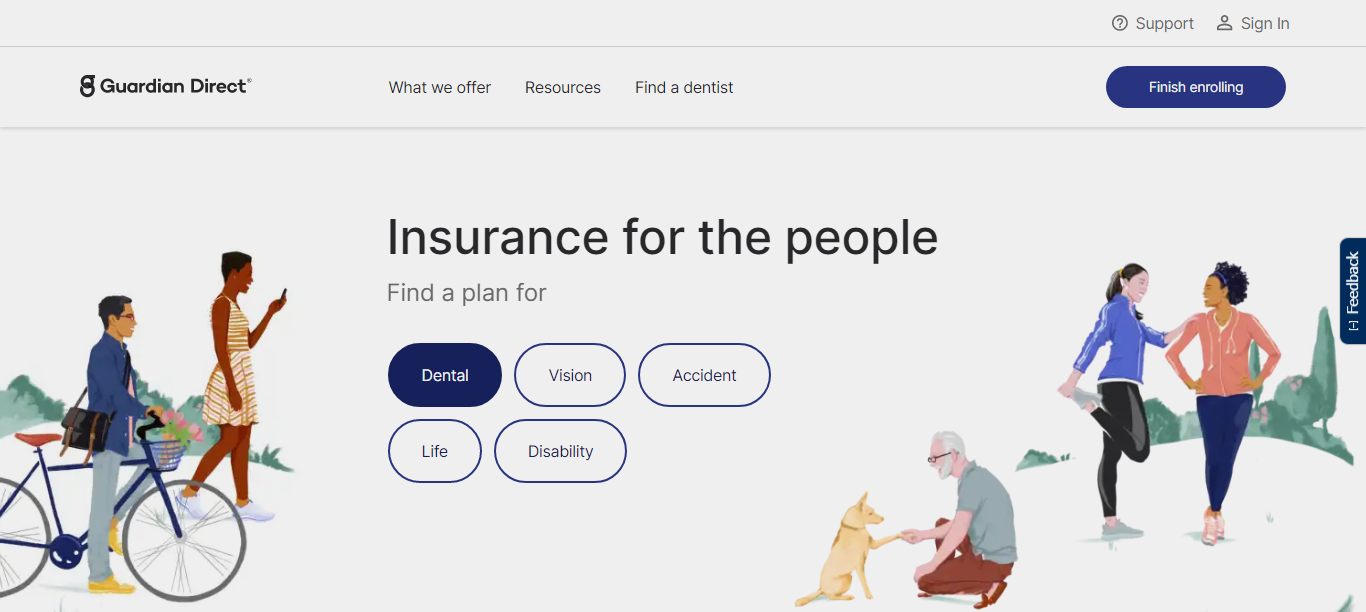 Support Sign In
Guardian Direct® What we offer Resources Find a dentist Finish enrolling
Insurance for the people
Find a plan for
Dental Vision Accident
Life Disability
[-] Feedback